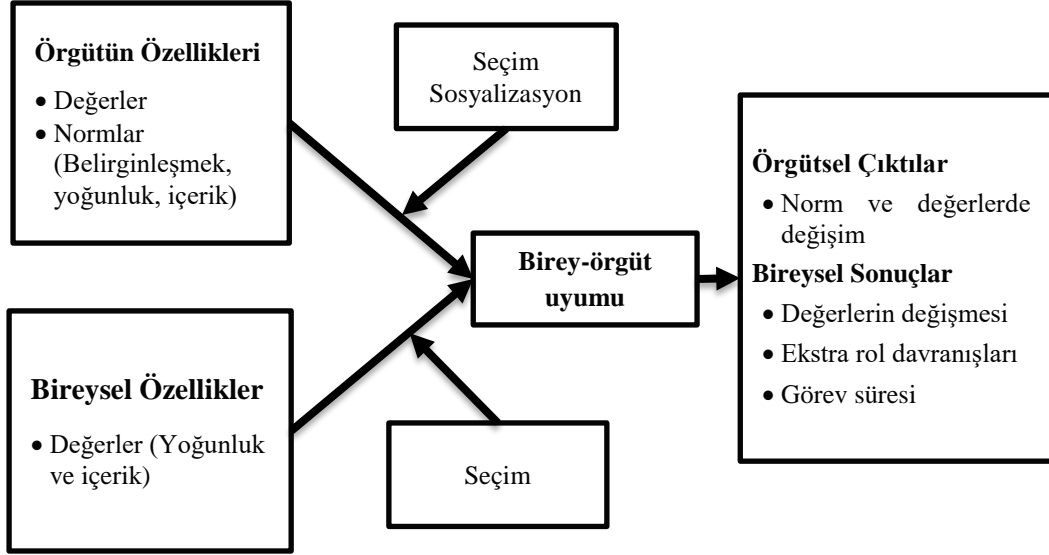 Örgütün Özellikleri
• Değerler
• Normlar
(Belirginleşmek,
yoğunluk, içerik)
Seçim
Sosyalizasyon
Birey-örgüt
uyumu
Örgütsel Çıktılar
• Norm ve değerlerde
değişim
Bireysel Sonuçlar
• Değerlerin değişmesi
• Ekstra rol davranışları
• Görev süresi
Bireysel Özellikler
• Değerler (Yoğunluk
ve içerik)
Seçim